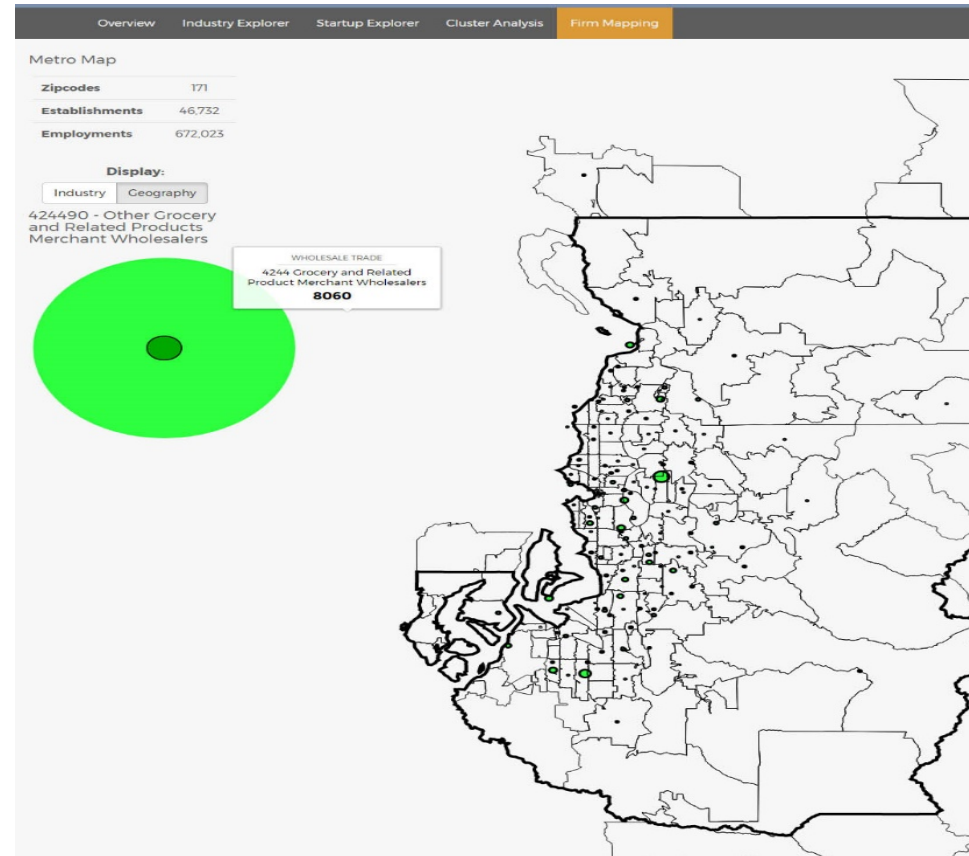 Overview Industry Explorer Startup Explorer Cluster Analysis Firm Mapping
Metro Map
Zipcodes 171
Establishments 46,732
Employments 672,023
Display:
Industry Geography
424490 - Other Grocery
and Related Products
Merchant Wholesalers
WHOLESALE TRADE
4244 Grocery and Related
Product Merchant Wholesalers
8060